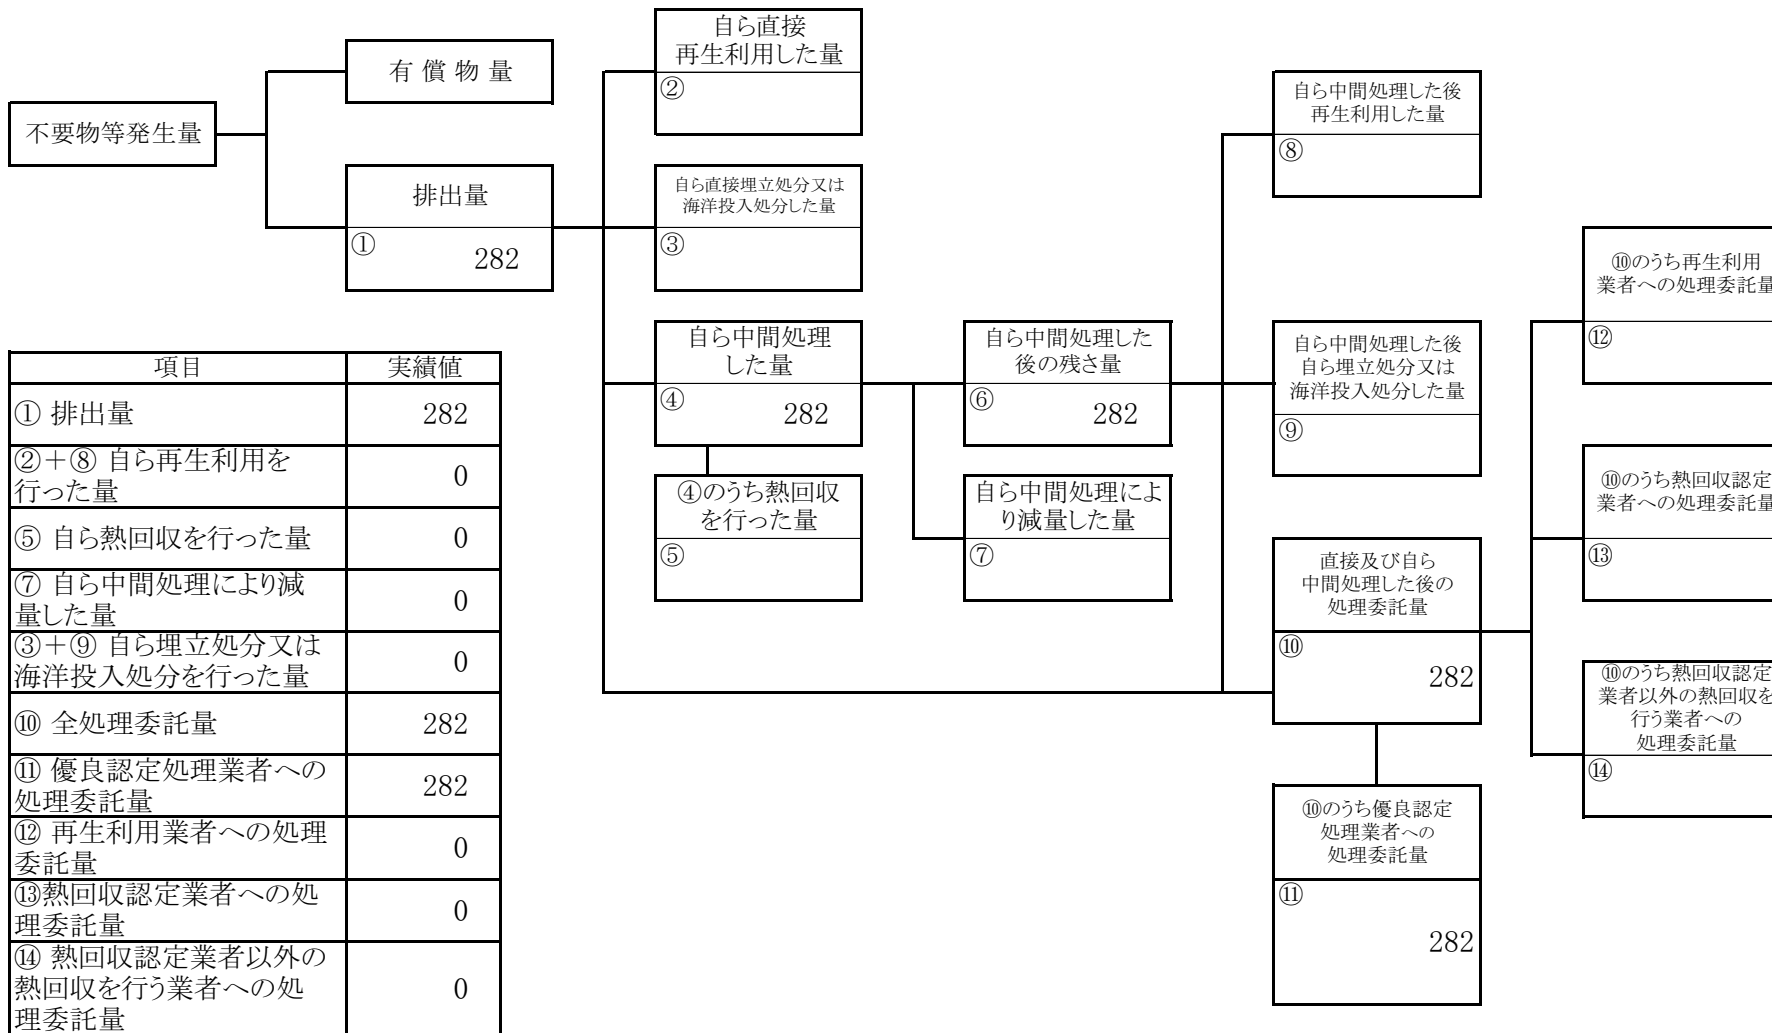 不要物等発生量
有 償 物 量
排出量
①
282
自ら直接
再生利用した量
②
自ら直接埋立処分又は
海洋投入処分した量
③
自ら中間処理
した量
④
282
④のうち熱回収
を行った量
⑤
自ら中間処理した
後の残さ量
⑥
282
自ら中間処理によ
り減量した量
⑦
自ら中間処理した後
再生利用した量
⑧
自ら中間処理した後
自ら埋立処分又は
海洋投入処分した量
⑨
直接及び自ら
中間処理した後の
処理委託量
⑩
282
⑩のうち優良認定
処理業者への
処理委託量
⑪
282
⑩のうち再生利用
業者への処理委託量
⑫
⑩のうち熱回収認定
業者への処理委託量
⑬
⑩のうち熱回収認定
業者以外の熱回収を
行う業者への
処理委託量
⑭
項目 実績値
① 排出量 282
②+⑧ 自ら再生利用を
行った量 0
⑤ 自ら熱回収を行った量 0
⑦ 自ら中間処理により減
量した量 0
③+⑨ 自ら埋立処分又は
海洋投入処分を行った量 0
⑩ 全処理委託量 282
⑪ 優良認定処理業者への
処理委託量 282
⑫ 再生利用業者への処理
委託量 0
⑬熱回収認定業者への処
理委託量 0
⑭ 熱回収認定業者以外の
熱回収を行う業者への処
理委託量 0